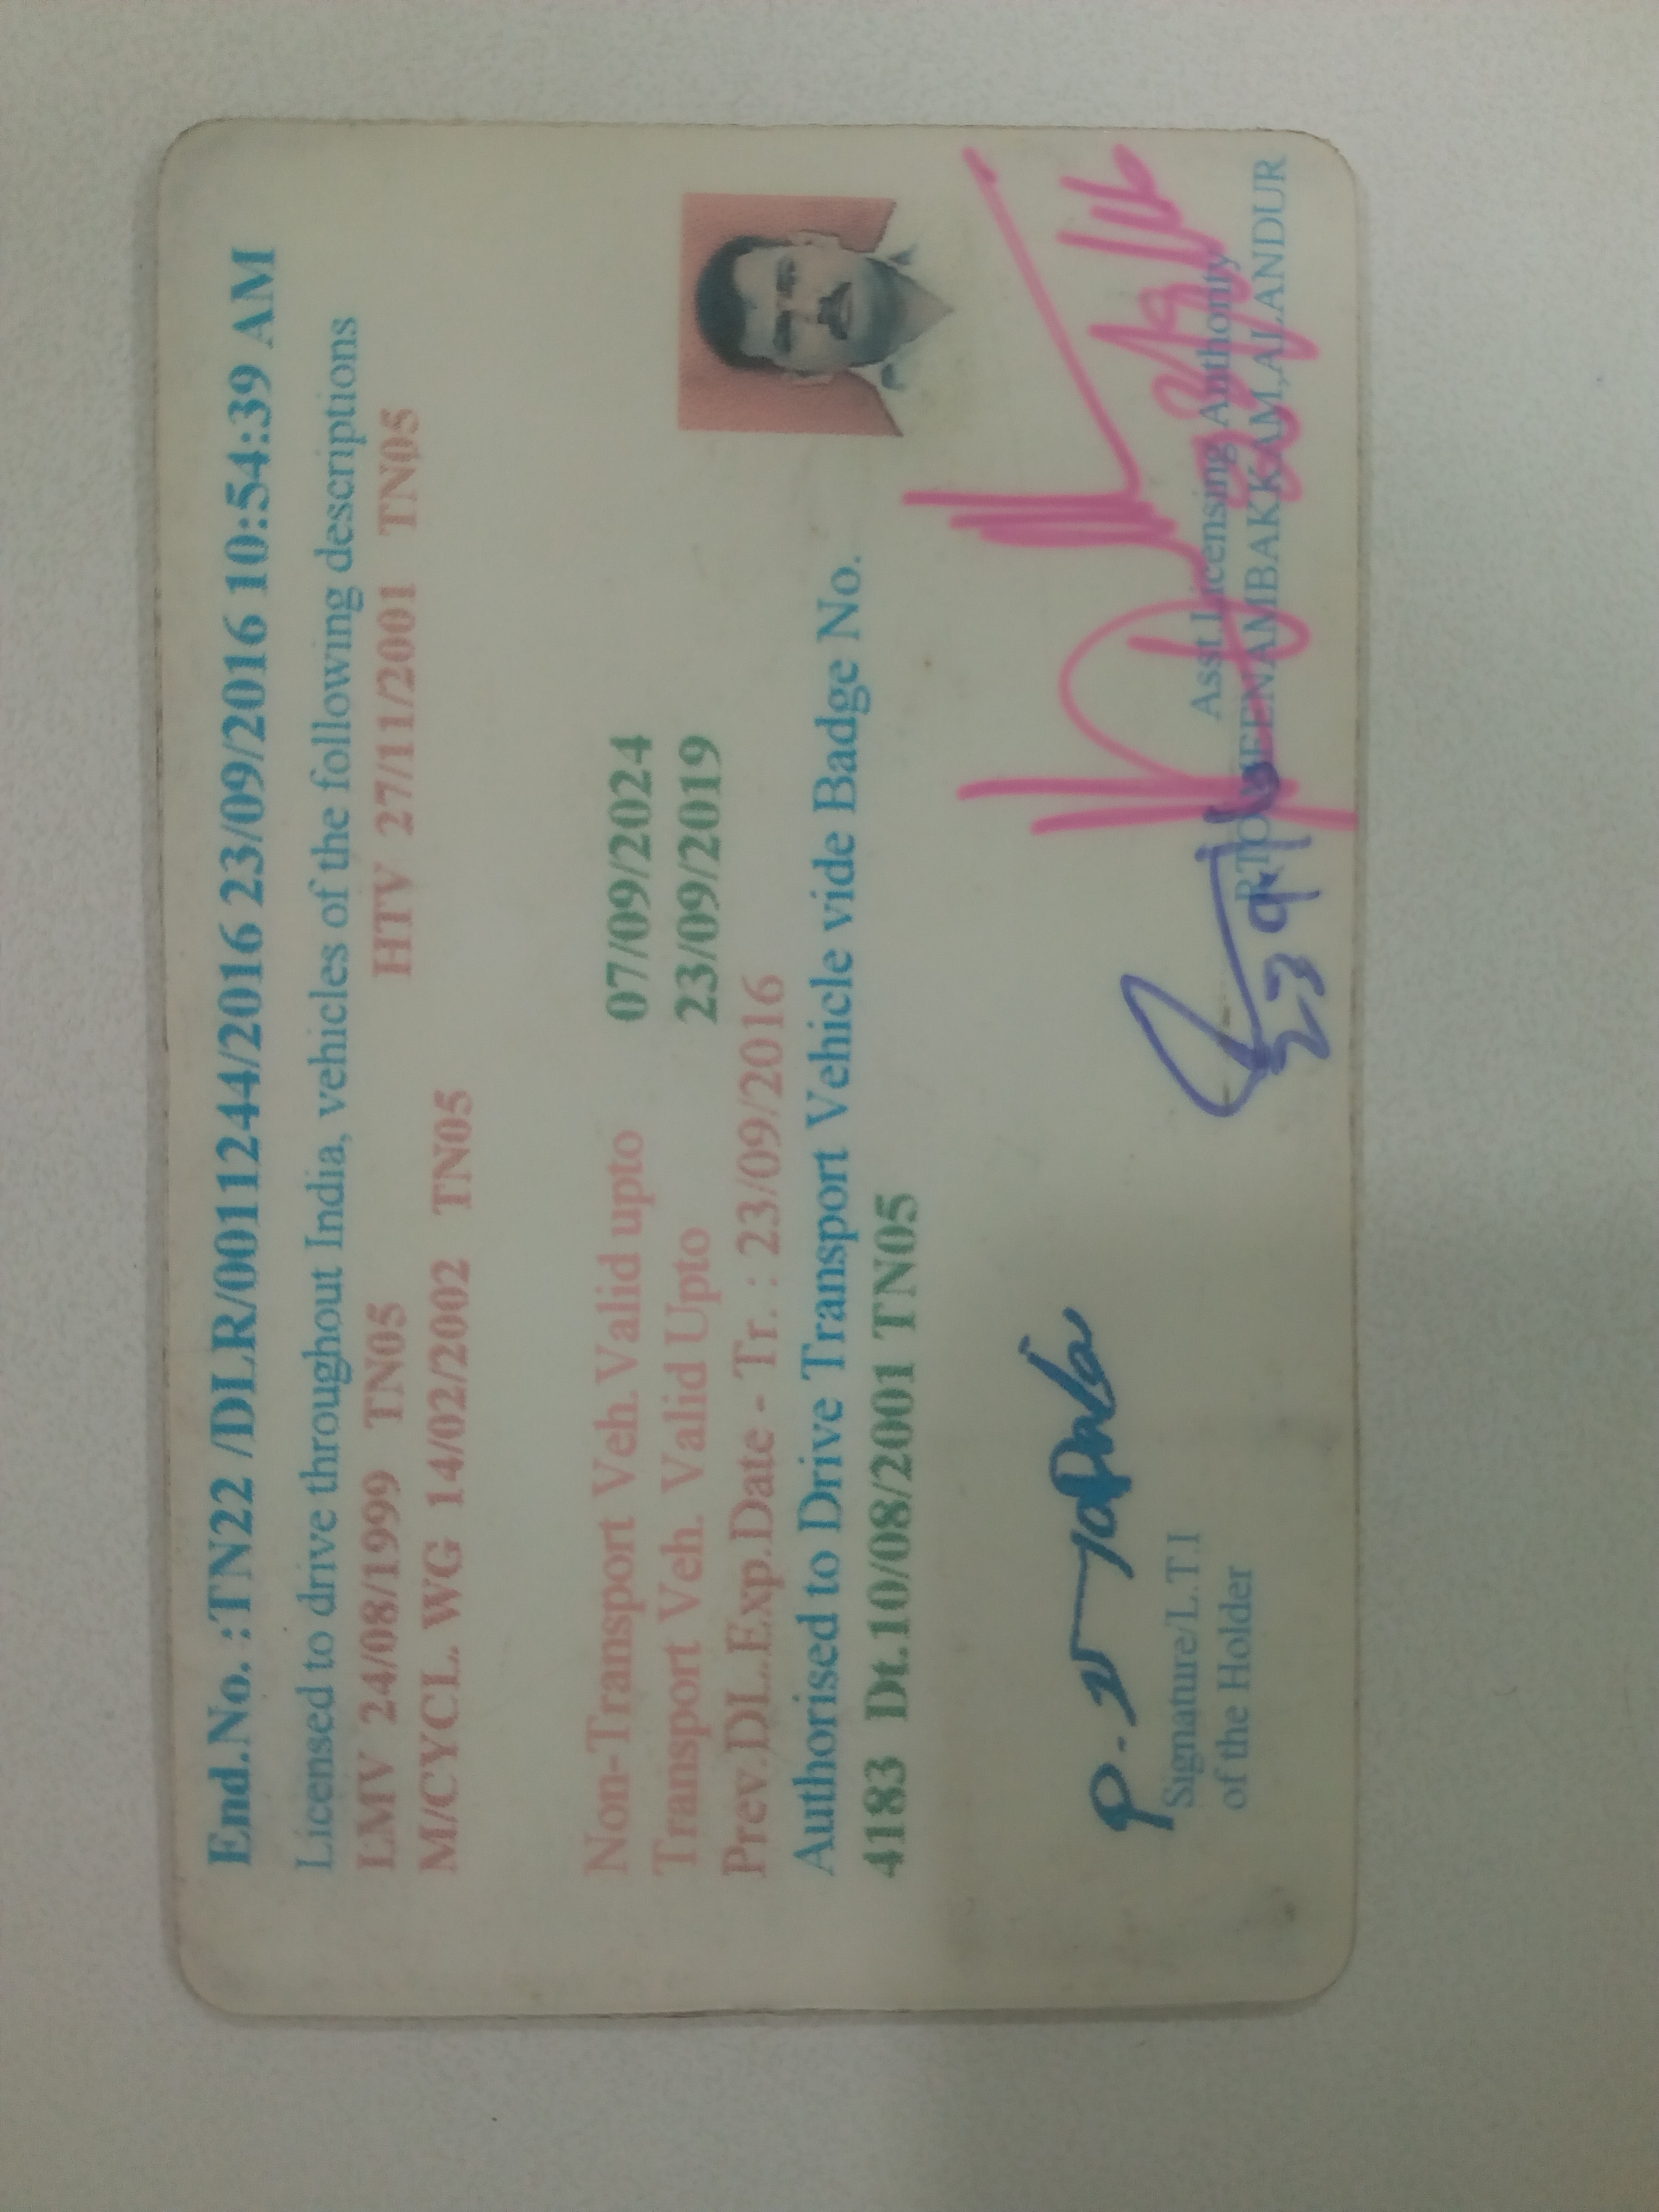 End.No. :TN22 /DLR/0011244/2016 23/09/2016 10:54:39 AM
Licensed to drive throughout India, vehicles of the following descriptions
LMV 24/08/1999 TN05 HTV 27/11/2001 TN05
M/CYCL. WG 14/02/2002 TN05
Non-Transport Veh. Valid upto 07/09/2024
Transport Veh. Valid Upto 23/09/2019
Prev.DL.Exp.Date - Tr. : 23/09/2016
Authorised to Drive Transport Vehicle vide Badge No.
4183 Dt.10/08/2001 TN05
Signature/L.T.I
of the Holder
Asst Licensing Authority
RTO MEENAMBAKKAM,ALANDUR